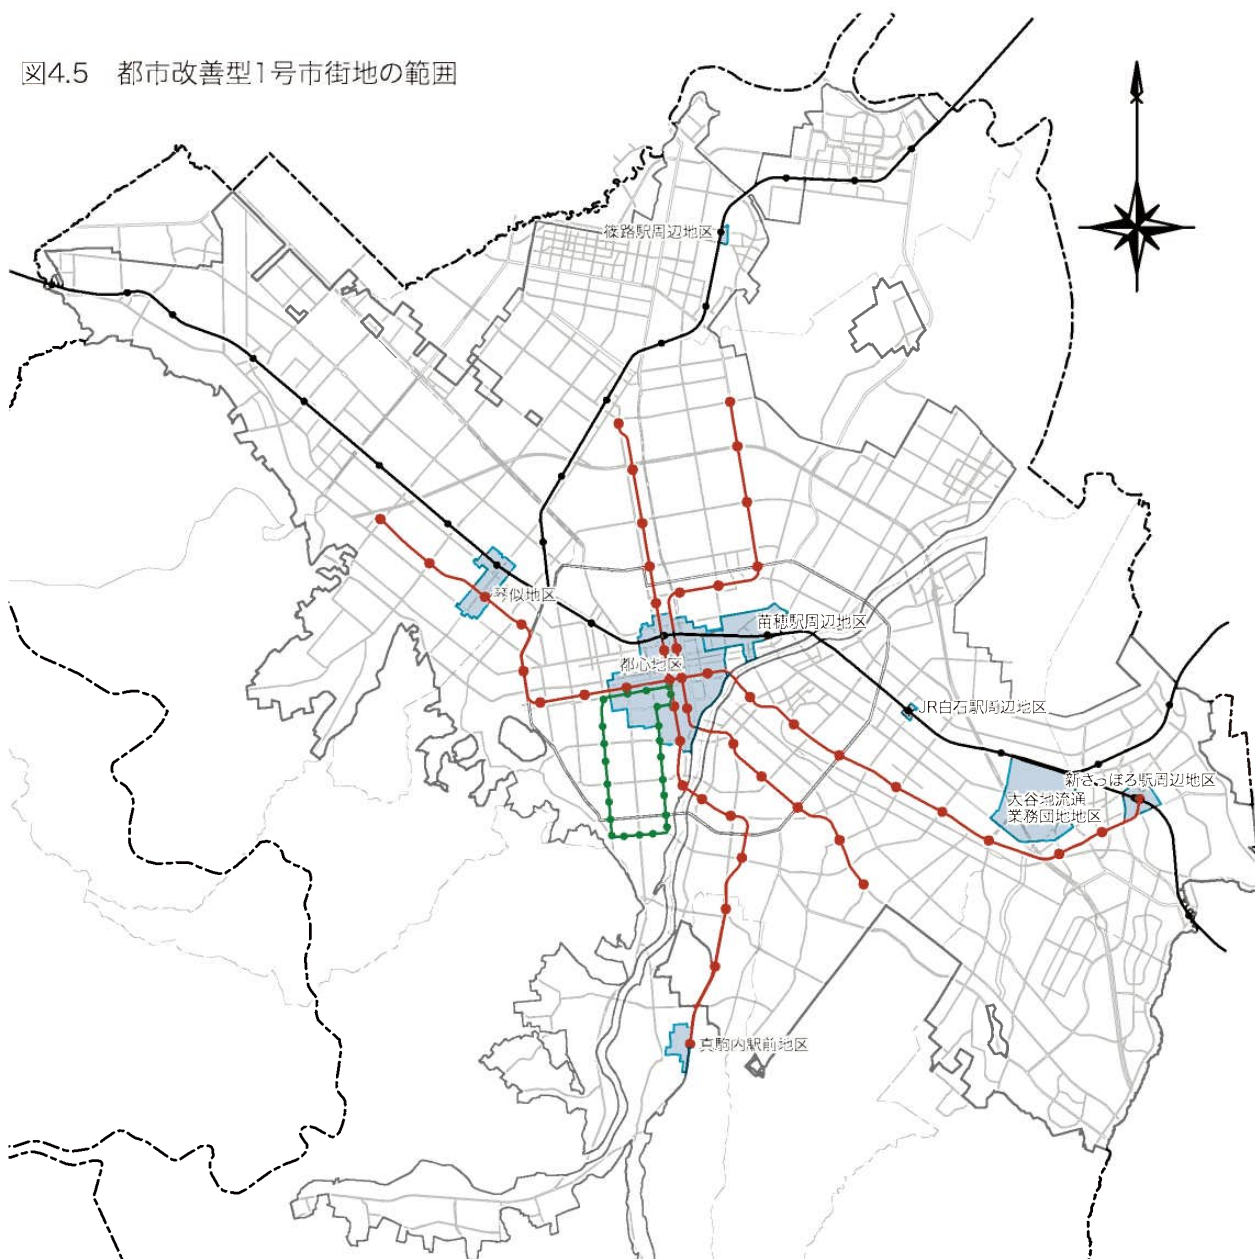 図4.5　都市改善型1号市街地の範囲
篠路駅周辺地区
琴似地区
苗穂駅周辺地区
都心地区
JR白石駅周辺地区
新さっぽろ駅周辺地区
大谷地流通
業務団地地区
真駒内駅前地区